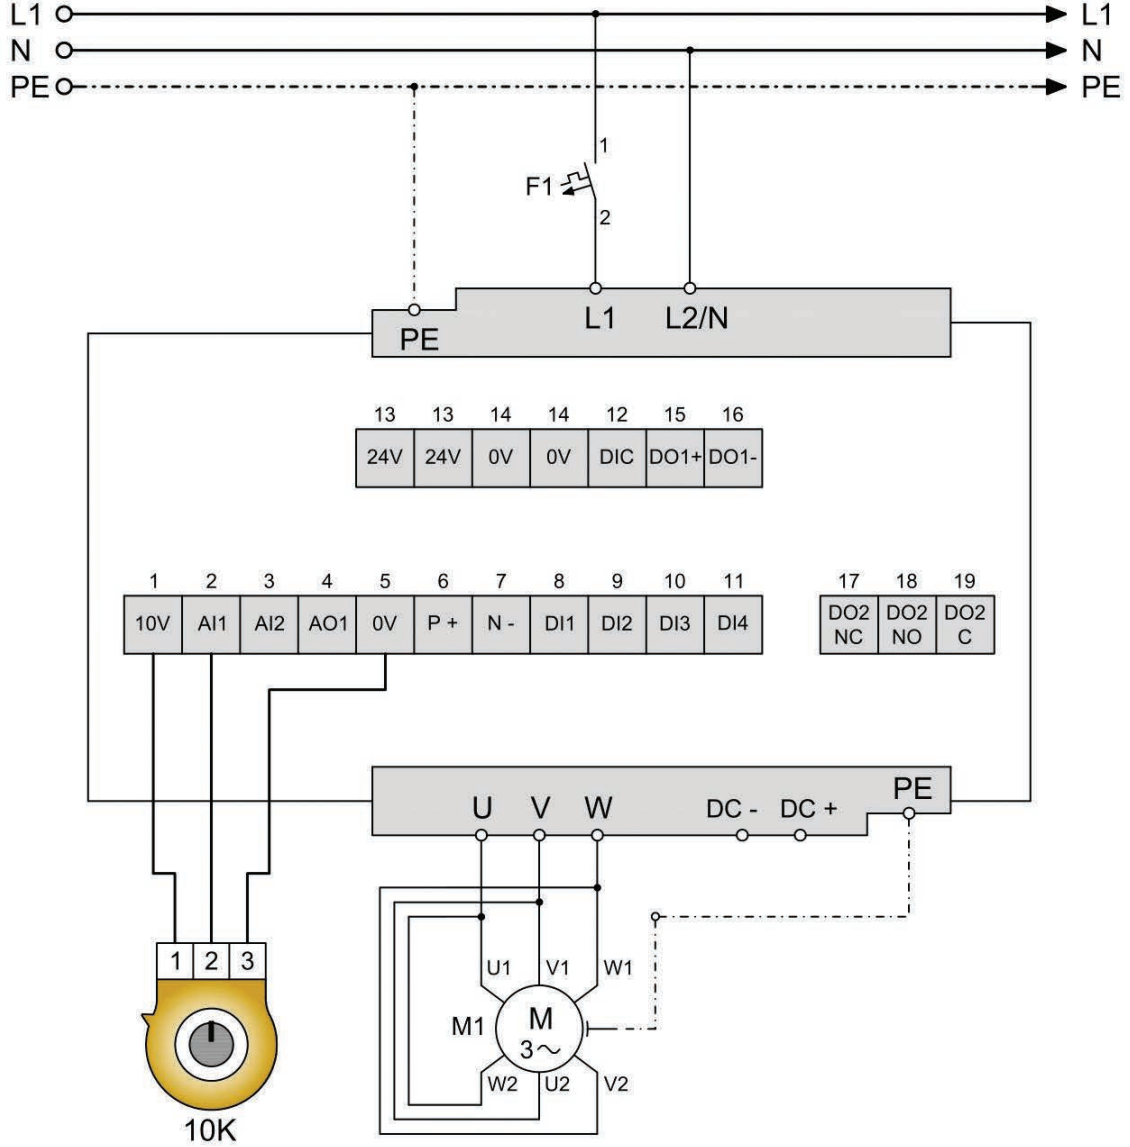 L1 L1
N N
PE PE
1
F1
2
L1 L2/N
PE
13 13 14 14 12 15 16
24V 24V 0V 0V DIC DO1+ DO1-
1 2 3 4 5 6 7 8 9 10 11 17 18 19
10V AI1 AI2 AO1 0V P + N - DI1 DI2 DI3 DI4 DO2 NC DO2 NO DO2 C
PE
U V W DC - DC +
1 2 3
U1 V1 W1
M1 M
3~
W2 U2 V2
10K